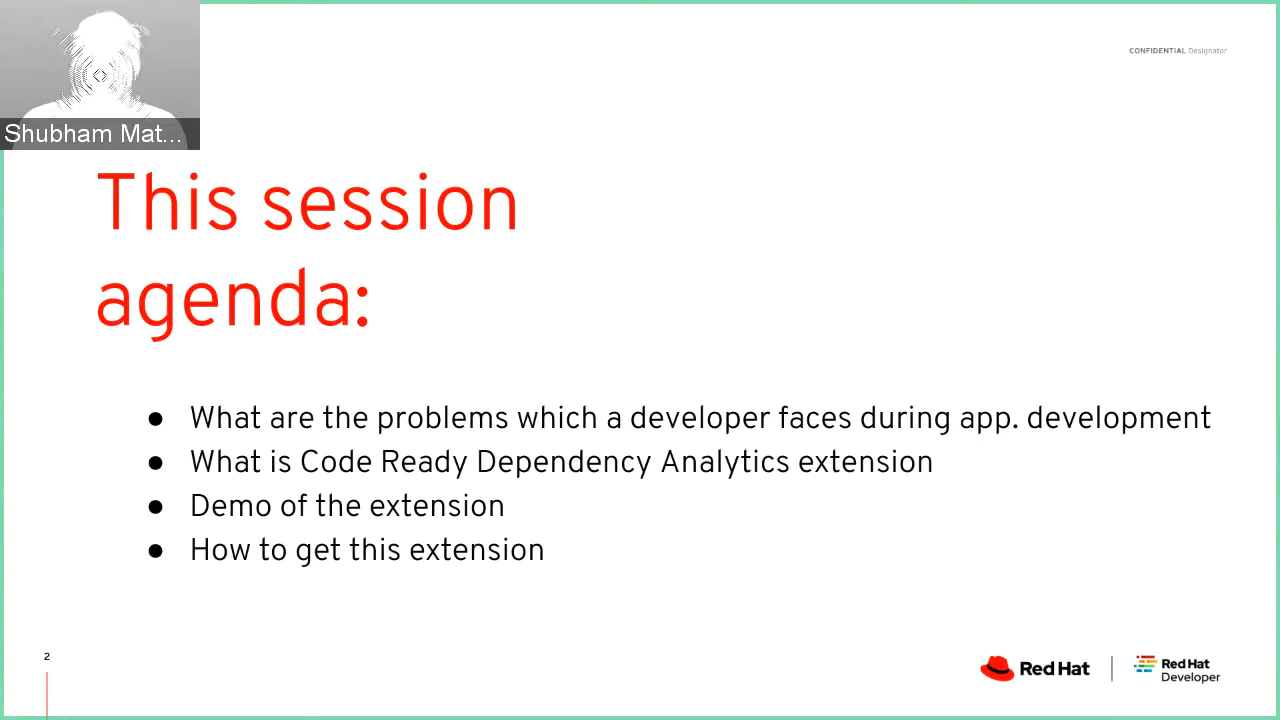 CONFIDENTIAL Designator
Shubham Mat...
This session
agenda:
● What are the problems which a developer faces during app. development
● What is Code Ready Dependency Analytics extension
● Demo of the extension
● How to get this extension
2
Red Hat
Red Hat
Developer